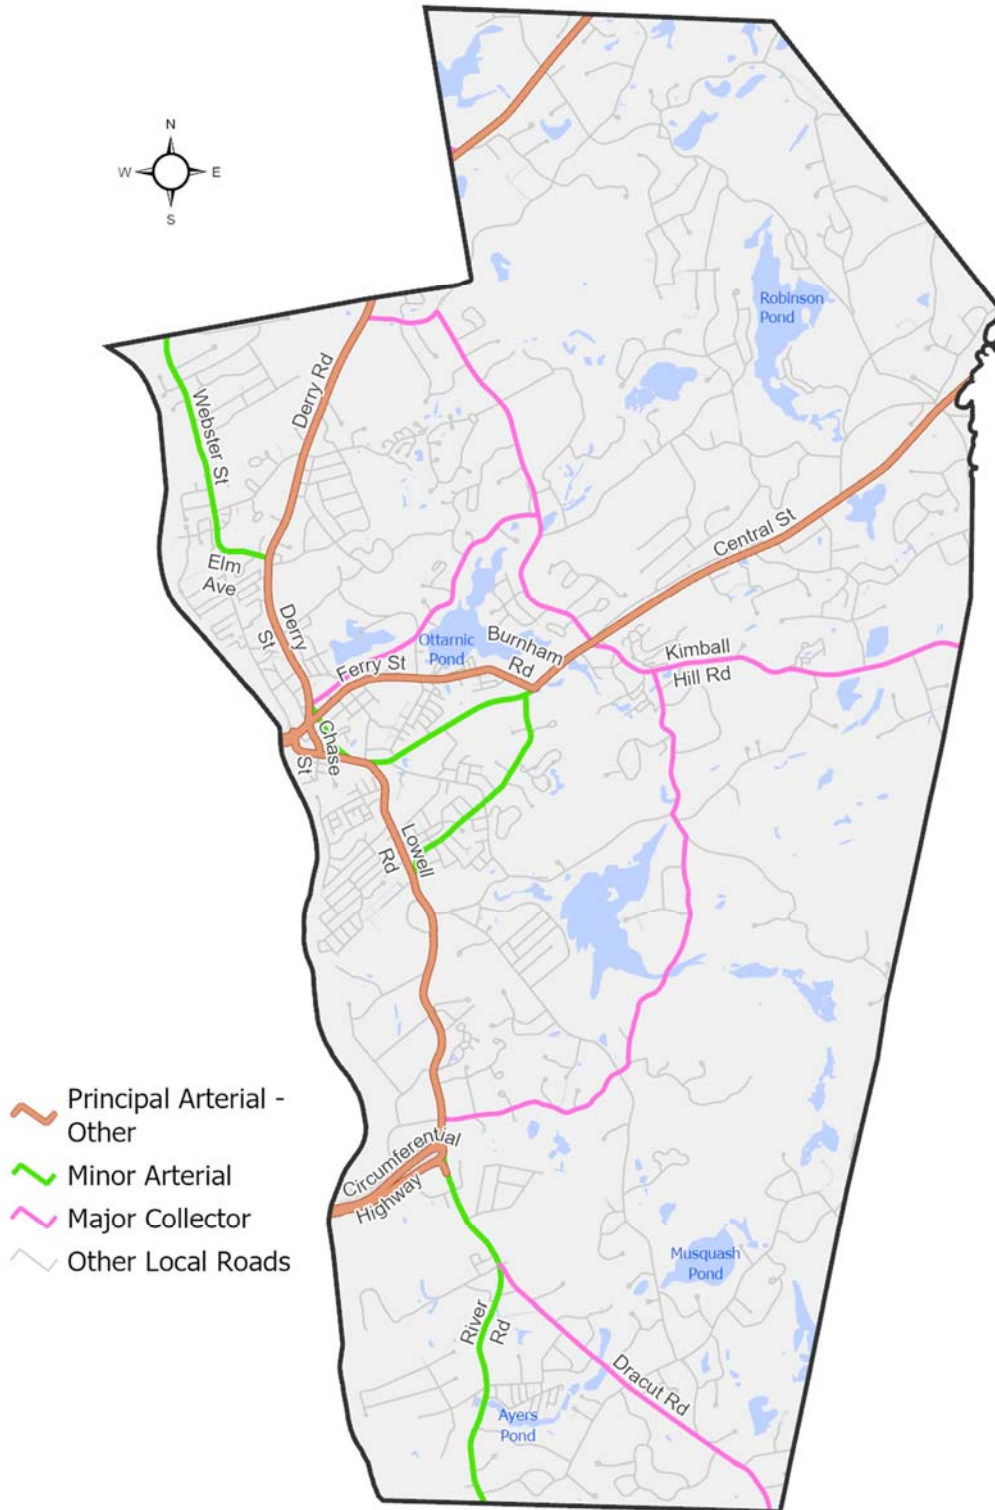 N
W E
S
Robinson
Pond
Derry Rd
Webster St
Central St
Elm
Ave
Derry
St
Ottarnic
Pond
Burnham
Rd
Kimball
Hill Rd
Ferry St
Chase
St
Lowell
Rd
Principal Arterial -
Other
Minor Arterial
Major Collector
Other Local Roads
Circumferential
Highway
Musquash
Pond
River
Rd
Dracut Rd
Ayers
Pond